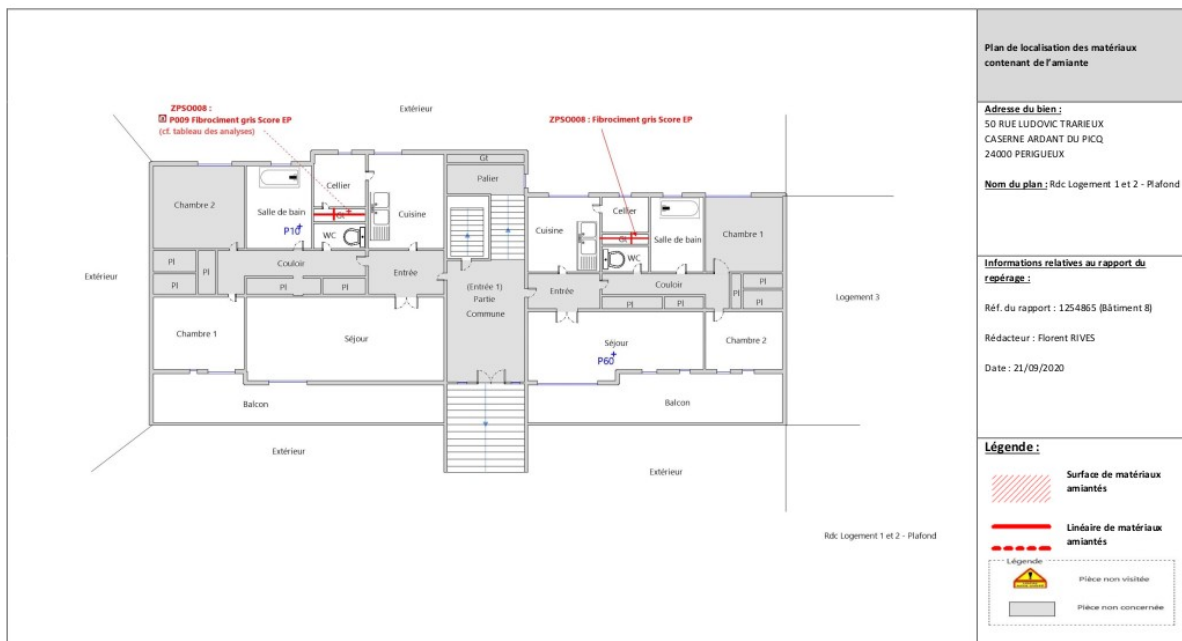 Plan de localisation des matériaux
contenant de l'amiante
Adresse du bien :
50 RUE LUDOVIC TRARIEUX
CASERNE ARDANT DU PICQ
24000 PERIGUEUX
Nom du plan : Rdc Logement 1 et 2 - Plafond
Informations relatives au rapport du
repérage :
Réf. du rapport : 1254865 (Bâtiment 8)
Rédacteur : Florent RIVES
Date : 21/09/2020
Légende :
Surface de matériaux
amiantés
Linéaire de matériaux
amiantés
Légende
Pièce non visitée
Pièce non concernée
ZPSO008 :
P009 Fibrociment gris Score EP
(cf. tableau des analyses)
Extérieur
ZPSO008 : Fibrociment gris Score EP
Gt
Palier
Cellier
Chambre 2
Salle de bain
P10
Gt
Cuisine
WC
Cellier
Cuisine
Gt
Salle de bain
Chambre 1
WC
Extérieur
Pl
Pl
Pl
Couloir
Entrée
Pl
Pl
(Entrée 1)
Partie
Commune
Entrée
Couloir
Pl
Pl
Pl
Pl
Pl
Logement 3
Chambre 1
Séjour
Séjour
P60
Chambre 2
Balcon
Balcon
Extérieur
Extérieur
Rdc Logement 1 et 2 - Plafond